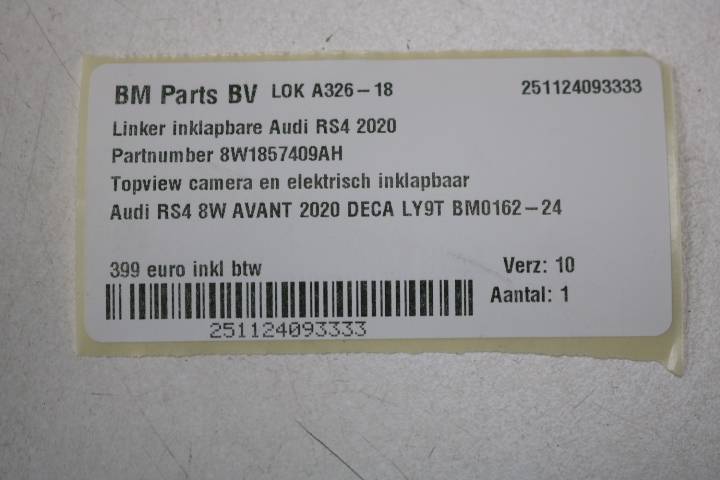 BM Parts BV LOK A326-18 251124093333
Linker inklapbare Audi RS4 2020
Partnumber 8W1857409AH
Topview camera en elektrisch inklapbaar
Audi RS4 8W AVANT 2020 DECA LY9T BM0162-24
399 euro inkl btw Verz: 10
Aantal: 1
251124093333